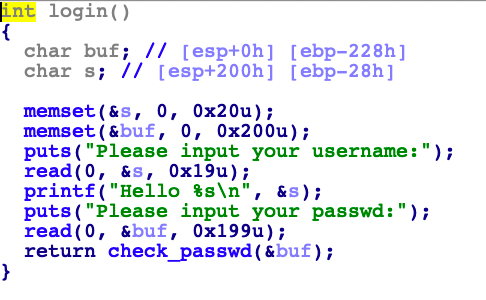 int login()
{
  char buf; // [esp+0h] [ebp-228h]
  char s; // [esp+200h] [ebp-28h]

  memset(&s, 0, 0x20u);
  memset(&buf, 0, 0x200u);
  puts("Please input your username:");
  read(0, &s, 0x19u);
  printf("Hello %s\n", &s);
  puts("Please input your passwd:");
  read(0, &buf, 0x199u);
  return check_passwd(&buf);
}